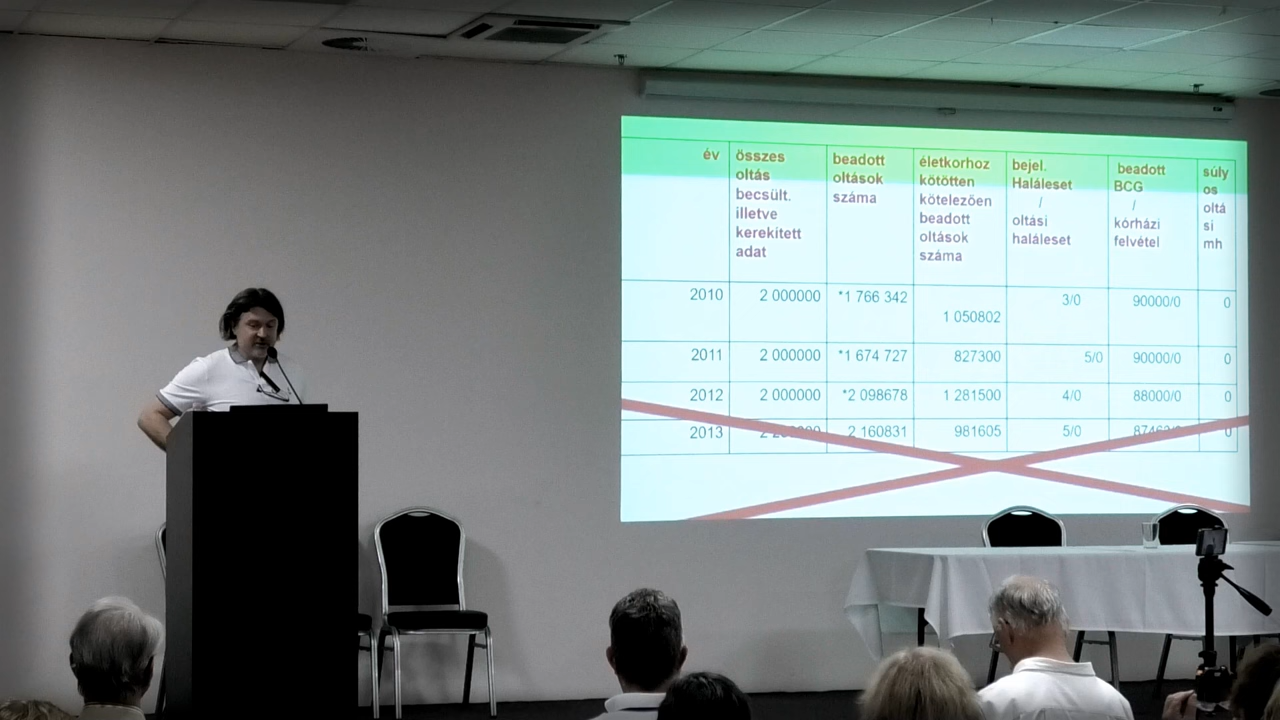 év
összes
oltás
becsült.
illetve
kerekített
adat
beadott
oltások
száma
életkorhoz
kötötten
kötelezően
beadott
oltások
száma
bejel.
Haláleset
/
oltási
haláleset
beadott
BCG
/
kórházi
felvétel
súly
os
oltá
si
mh
2010 2 000000 *1 766 342 1 050802 3/0 90000/0 0
2011 2 000000 *1 674 727 827300 5/0 90000/0 0
2012 2 000000 *2 098678 1 281500 4/0 88000/0 0
2013 2 160831 981605 5/0 0